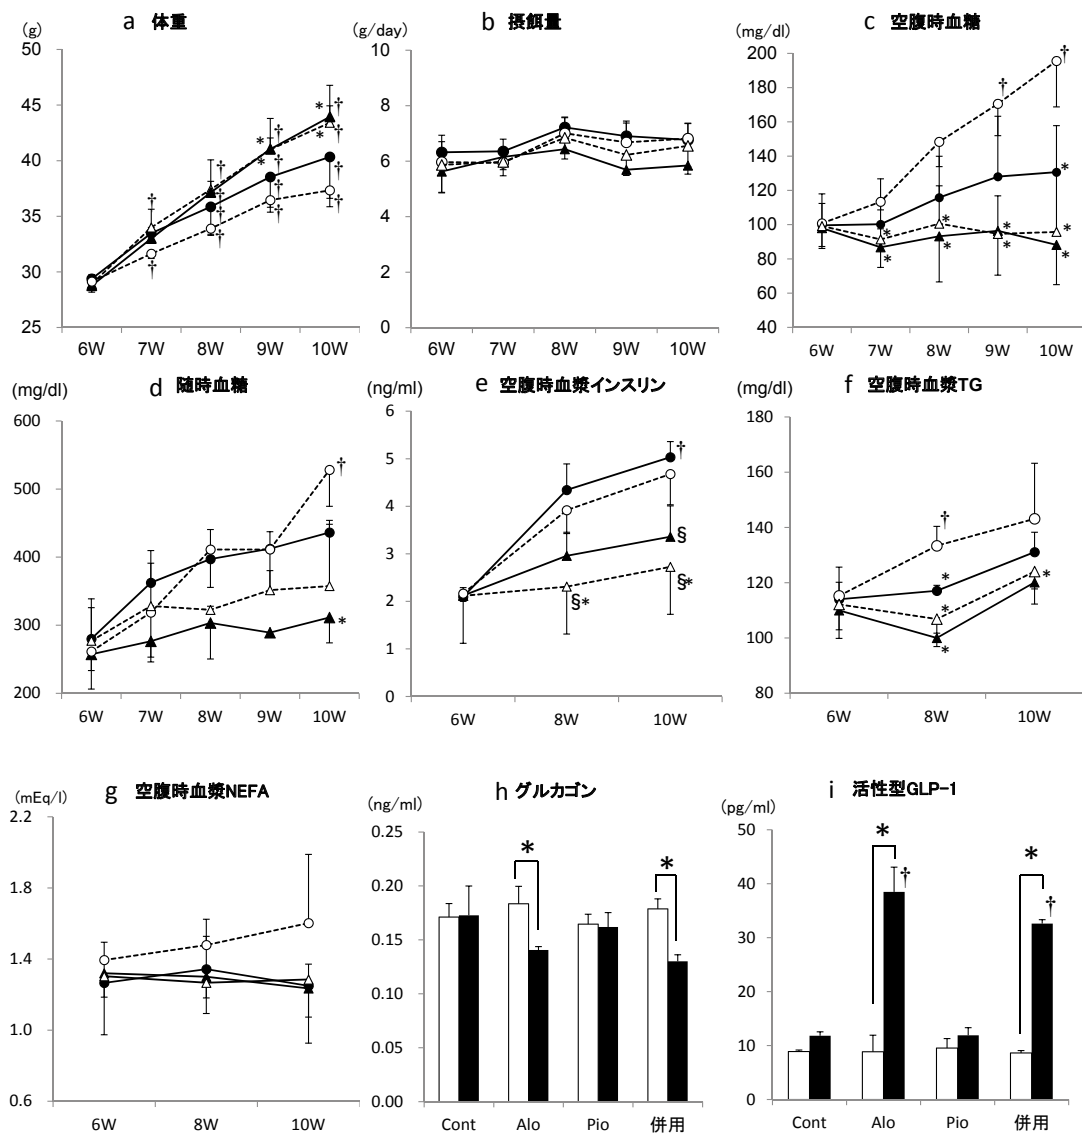 a 体重
(g)
50
45
40
35
30
25
6W 7W 8W 9W 10W
* † * †
† † † †
† * † * † † †
† † † †
†
b 摂餌量
(g/day)
10
8
6
4
2
0
6W 7W 8W 9W 10W
c 空腹時血糖
(mg/dl)
200
180
160
140
120
100
80
60
40
6W 7W 8W 9W 10W
† †
*
* * * *
* * * *
d 随時血糖
(mg/dl)
600
500
400
300
200
6W 7W 8W 9W 10W
†
*
e 空腹時血漿インスリン
(ng/ml)
6
5
4
3
2
1
0
6W 8W 10W
†
§
§* §*
f 空腹時血漿TG
(mg/dl)
180
160
140
120
100
80
6W 8W 10W
†
*
* *
*
g 空腹時血漿NEFA
(mEq/l)
2.2
1.8
1.4
1.0
0.6
6W 8W 10W
h グルカゴン
(ng/ml)
0.25
0.20
0.15
0.10
0.05
0.00
* *
Cont Alo Pio 併用
i 活性型GLP-1
(pg/ml)
50
40
30
20
10
0
* *
† †
Cont Alo Pio 併用